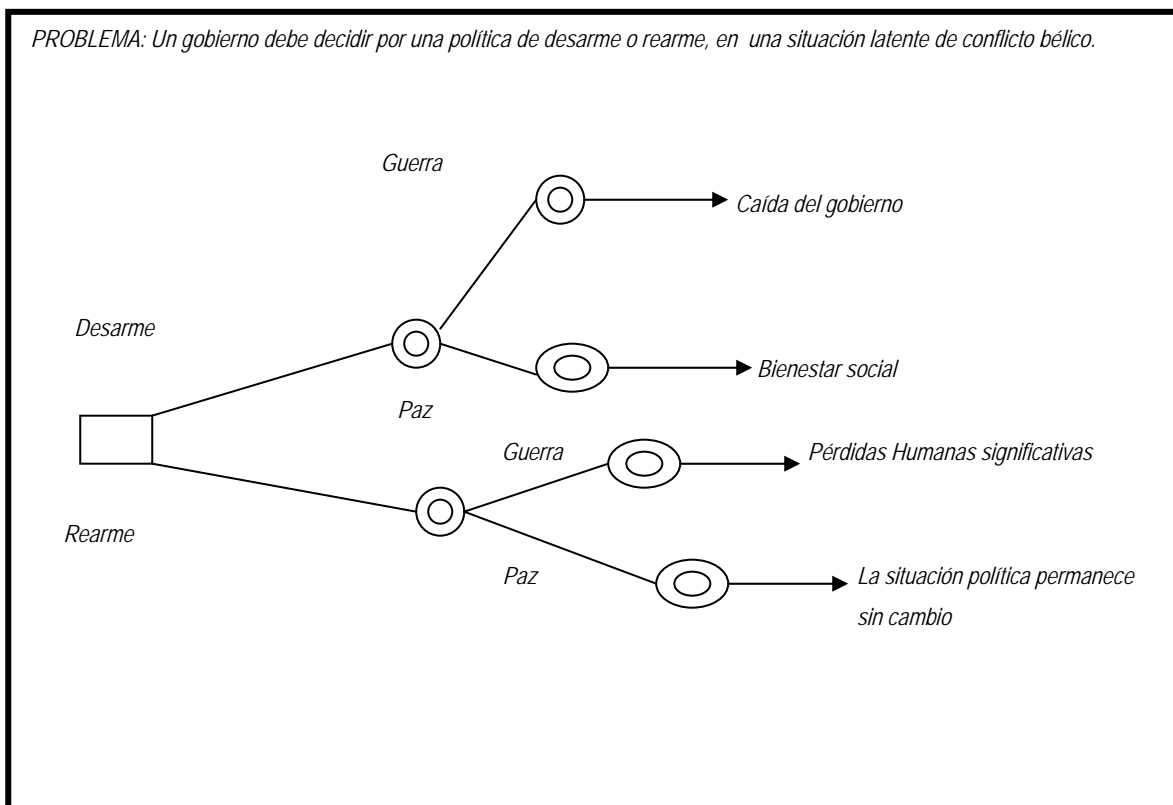 PROBLEMA: Un gobierno debe decidir por una política de desarme o rearme, en una situación latente de conflicto bélico.
Guerra
Caída del gobierno
Desarme
Bienestar social
Paz
Guerra
Pérdidas Humanas significativas
Rearme
Paz
La situación política permanece
sin cambio